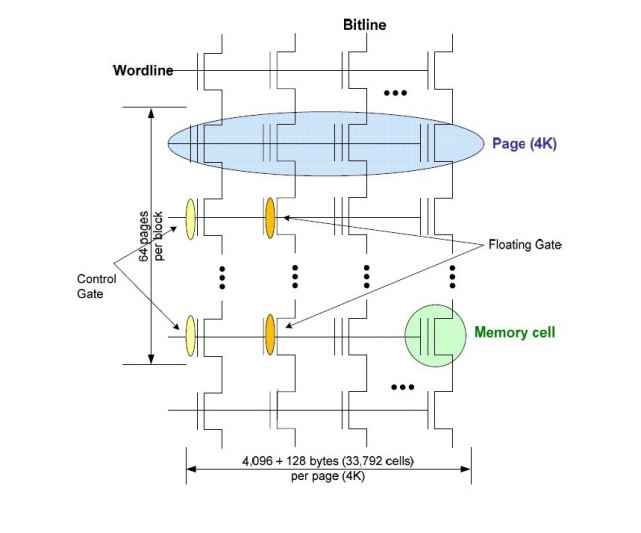 Bitline
Wordline
Page (4K)
64 pages
per block
Floating Gate
Control
Gate
Memory cell
4,096 + 128 bytes (33,792 cells)
per page (4K)